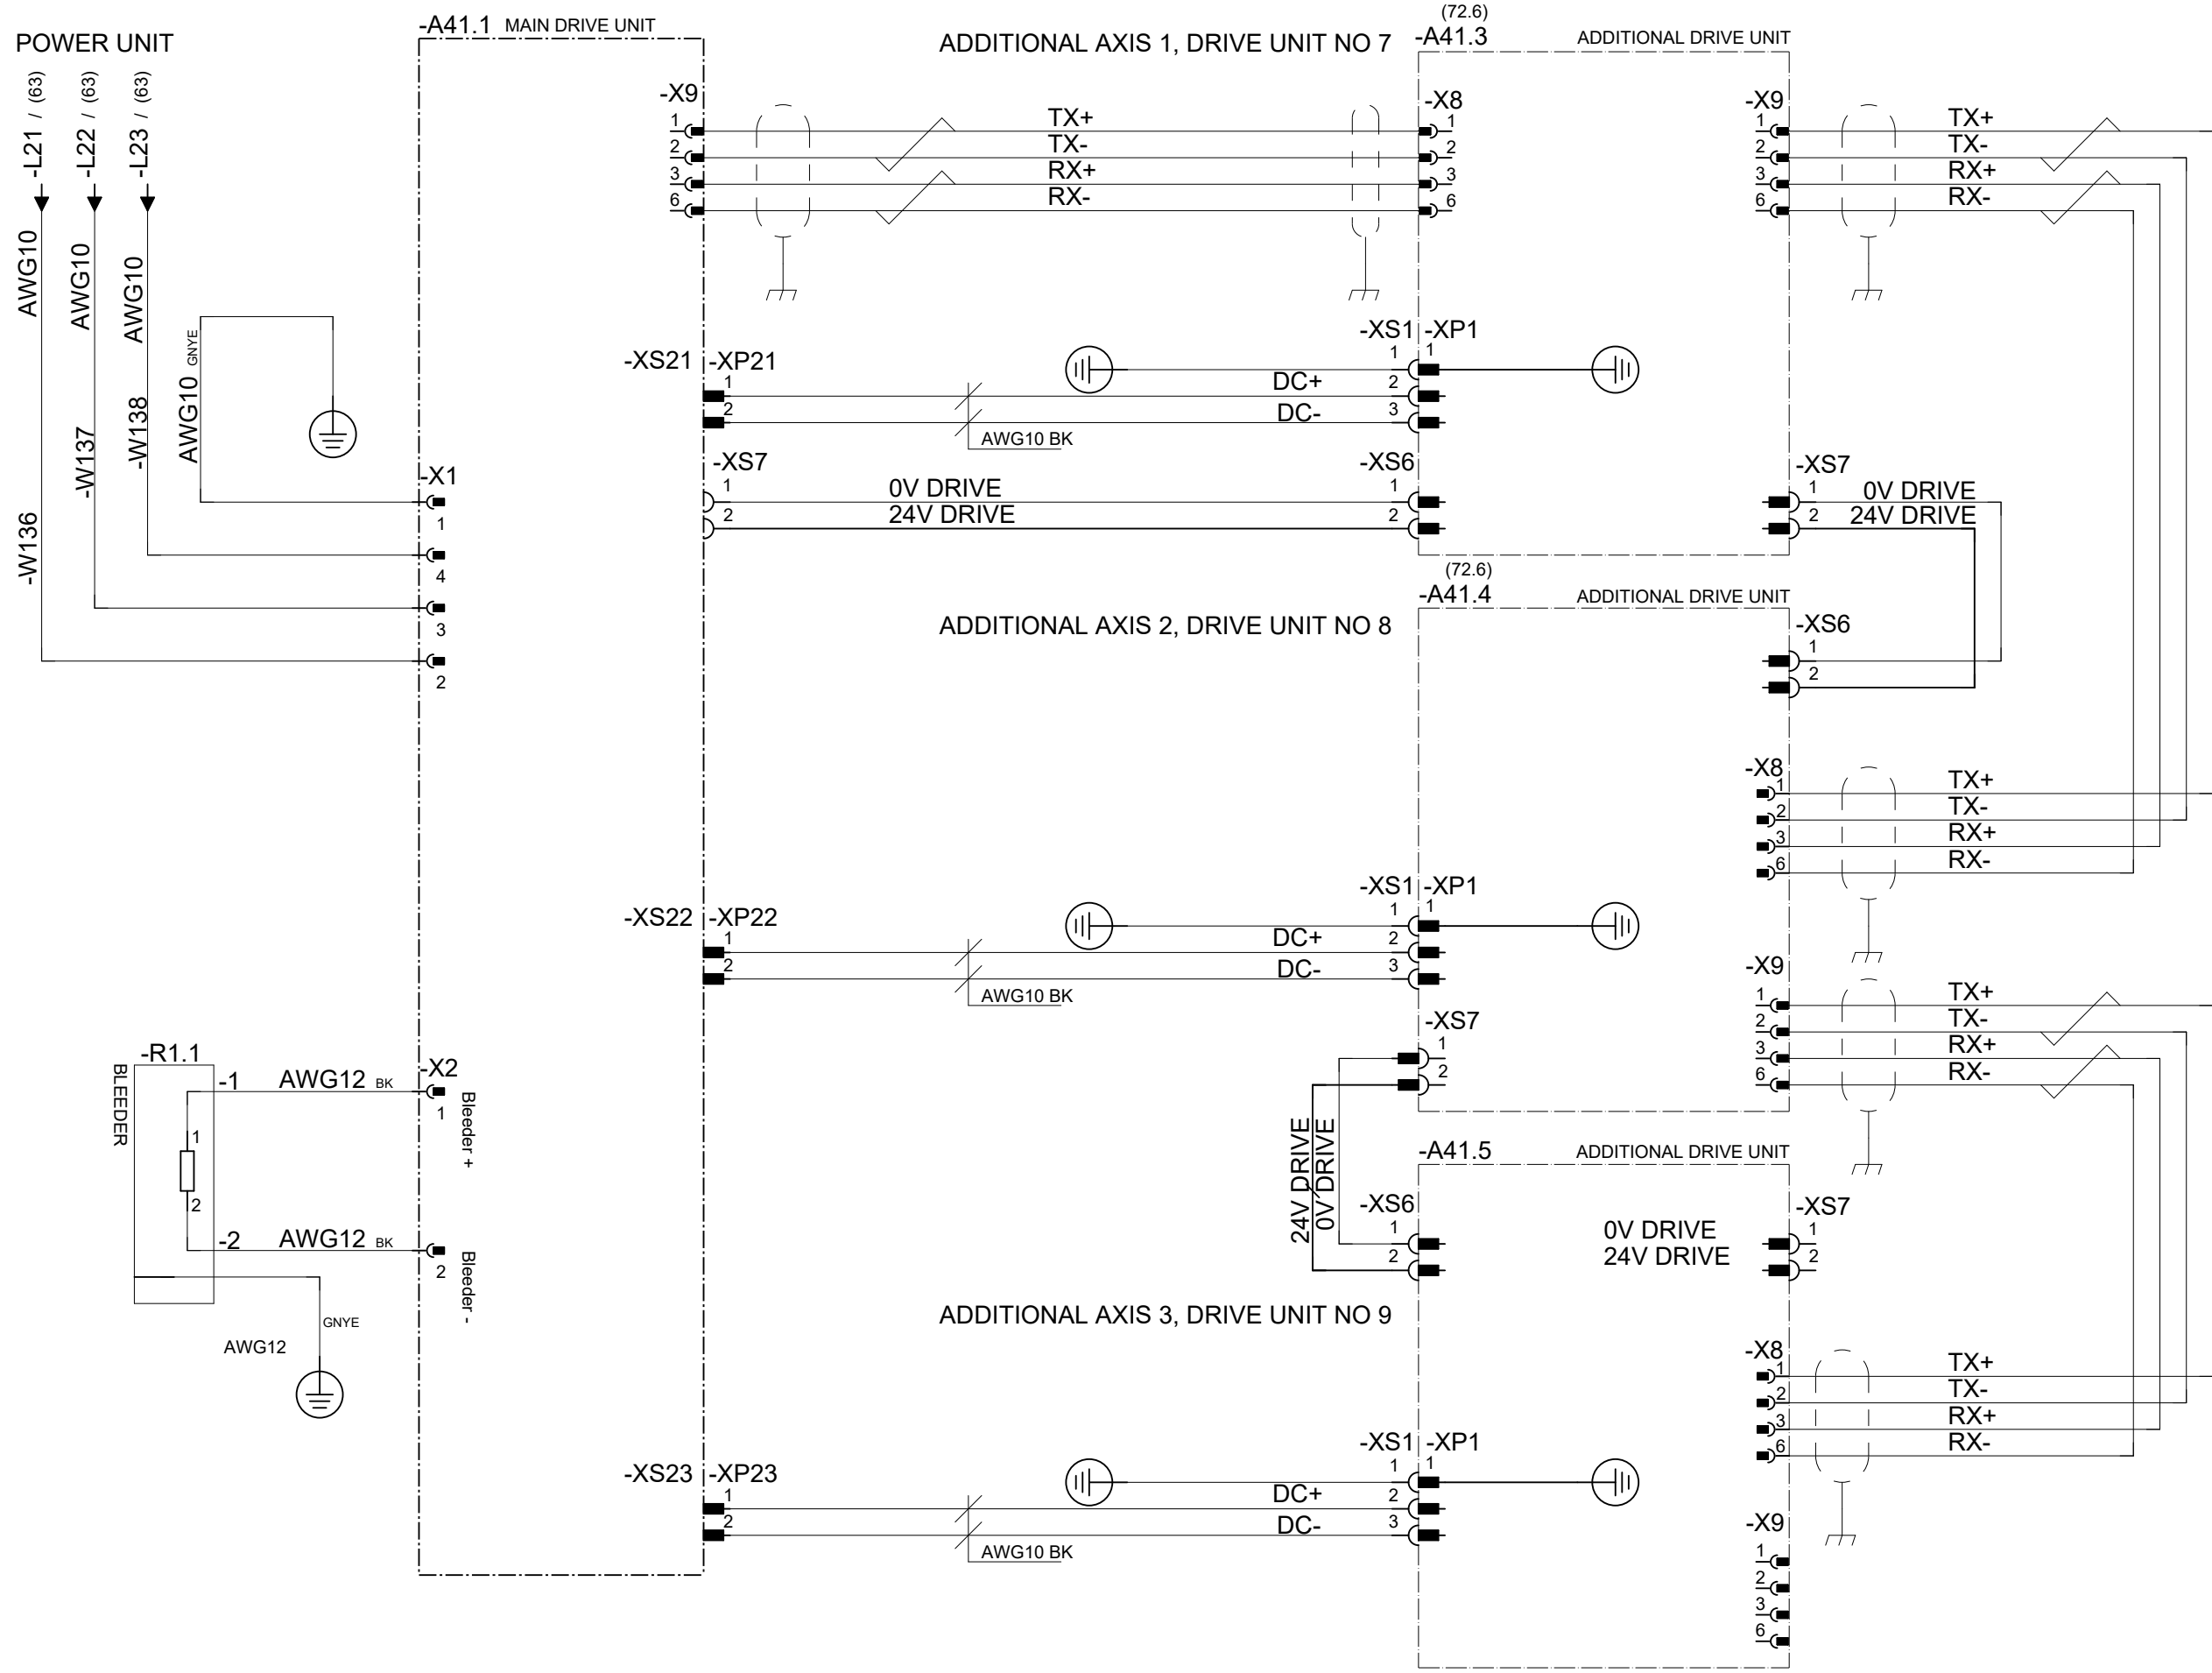 POWER UNIT
-L21 / (63)
-L22 / (63)
-L23 / (63)
AWG10
AWG10
AWG10
-W136
-W137
-W138
AWG10 GNYE
-A41.1 MAIN DRIVE UNIT
-X1
1
4
3
2
-R1.1
BLEEDER
-1
AWG12 BK
1
2
-2
AWG12 BK
GNYE
AWG12
-X2
1
Bleeder +
2
Bleeder -
-X9
1
2
3
6
TX+
TX-
RX+
RX-
-XS21
-XP21
1
2
DC+
DC-
AWG10 BK
-XS7
1
2
0V DRIVE
24V DRIVE
ADDITIONAL AXIS 1, DRIVE UNIT NO 7
(72.6)
-A41.3
ADDITIONAL DRIVE UNIT
-X8
1
2
3
6
-XS1
-XP1
1
1
2
3
-XS6
1
2
-X9
1
2
3
6
TX+
TX-
RX+
RX-
-XS7
1
2
0V DRIVE
24V DRIVE
ADDITIONAL AXIS 2, DRIVE UNIT NO 8
(72.6)
-A41.4
ADDITIONAL DRIVE UNIT
-XS6
1
2
-X8
1
2
3
6
TX+
TX-
RX+
RX-
-XS22
-XP22
1
2
DC+
DC-
AWG10 BK
-XS1
-XP1
1
1
2
3
-X9
1
2
3
6
TX+
TX-
RX+
RX-
-XS7
1
2
24V DRIVE
0V DRIVE
-A41.5
ADDITIONAL DRIVE UNIT
-XS6
1
2
0V DRIVE
24V DRIVE
-XS7
1
2
ADDITIONAL AXIS 3, DRIVE UNIT NO 9
-X8
1
2
3
6
TX+
TX-
RX+
RX-
-XS23
-XP23
1
2
DC+
DC-
AWG10 BK
-XS1
-XP1
1
1
2
3
-X9
1
2
3
6